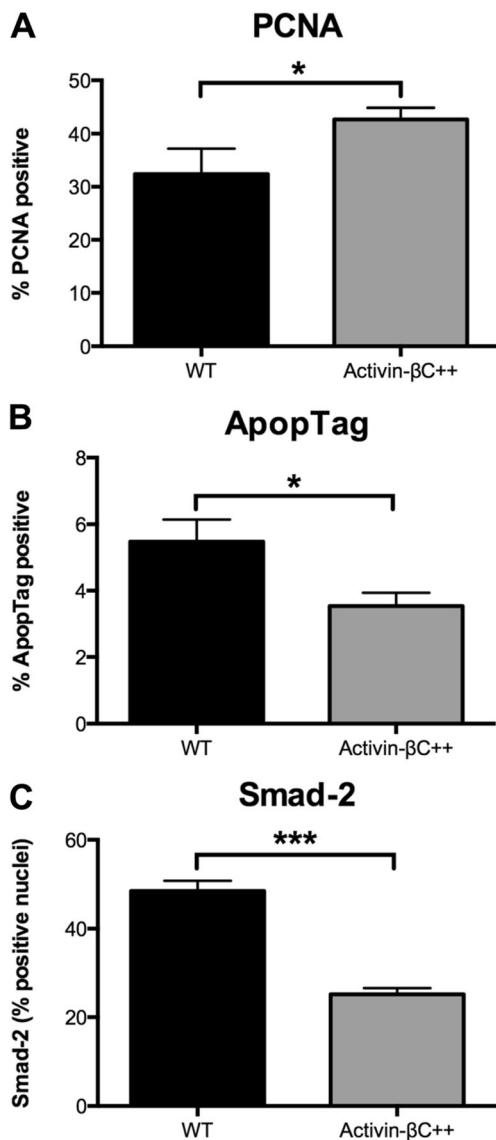 A
PCNA
*
% PCNA positive
50
40
30
20
10
0
WT Activin-βC++
B
ApopTag
*
% ApopTag positive
8
6
4
2
0
WT Activin-βC++
C
Smad-2
***
Smad-2 (% positive nuclei)
60
40
20
0
WT Activin-βC++